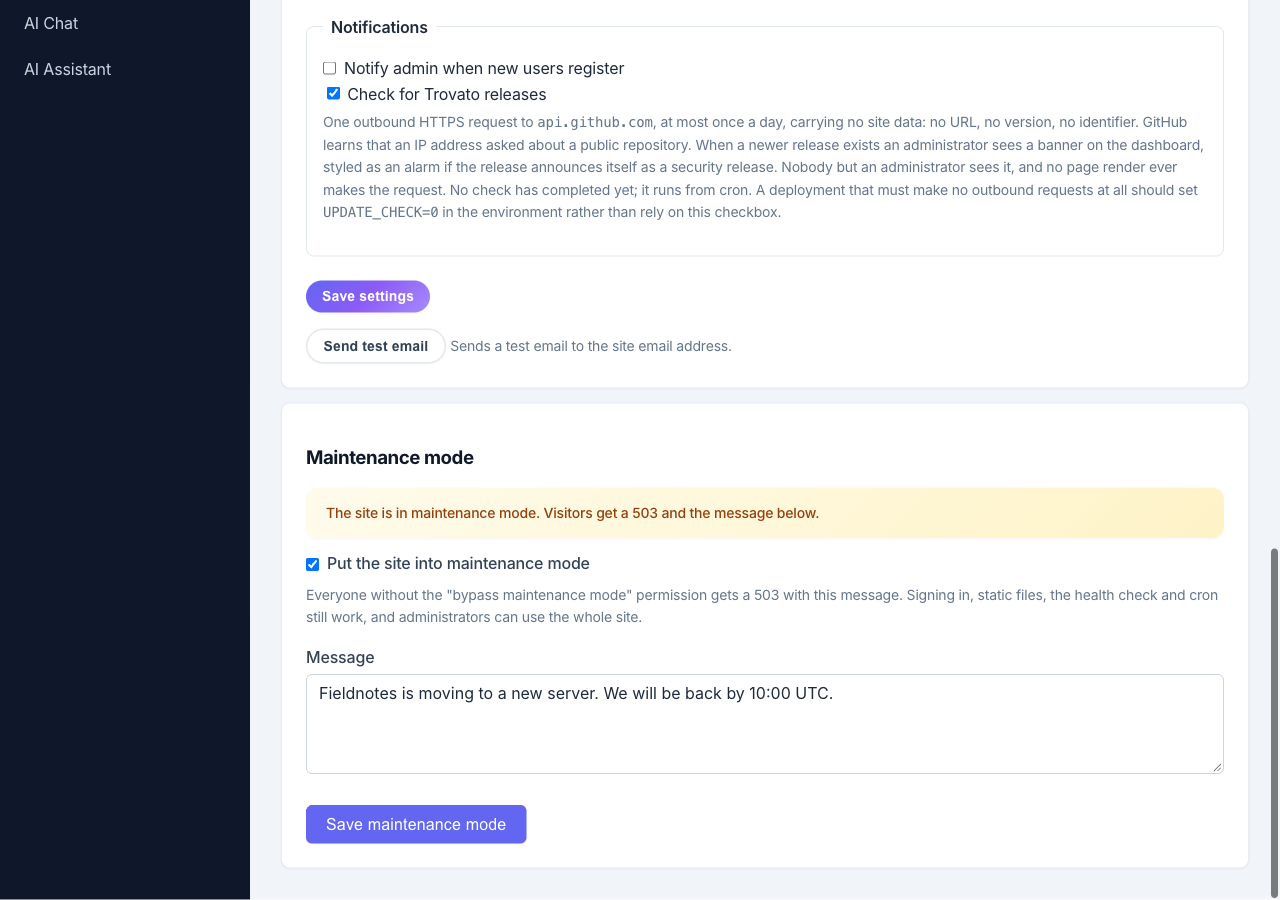 AI Chat
AI Assistant
Notifications
Notify admin when new users register
Check for Trovato releases
One outbound HTTPS request to api.github.com, at most once a day, carrying no site data: no URL, no version, no identifier. GitHub
learns that an IP address asked about a public repository. When a newer release exists an administrator sees a banner on the dashboard,
styled as an alarm if the release announces itself as a security release. Nobody but an administrator sees it, and no page render ever
makes the request. No check has completed yet; it runs from cron. A deployment that must make no outbound requests at all should set
UPDATE_CHECK=0 in the environment rather than rely on this checkbox.
Save settings
Send test email Sends a test email to the site email address.
Maintenance mode
The site is in maintenance mode. Visitors get a 503 and the message below.
Put the site into maintenance mode
Everyone without the "bypass maintenance mode" permission gets a 503 with this message. Signing in, static files, the health check and cron
still work, and administrators can use the whole site.
Message
Fieldnotes is moving to a new server. We will be back by 10:00 UTC.
Save maintenance mode